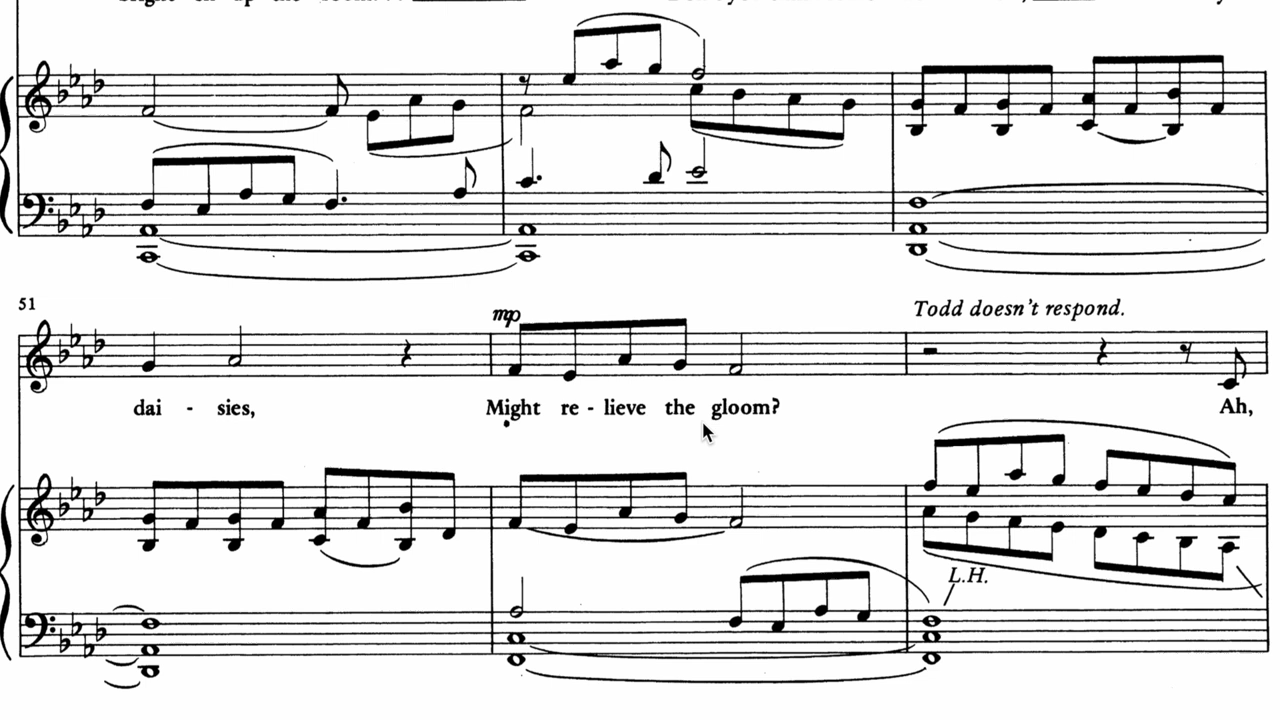 51
mp
Todd doesn't respond.
dai - sies, Might re - lieve the gloom? Ah,
L.H.